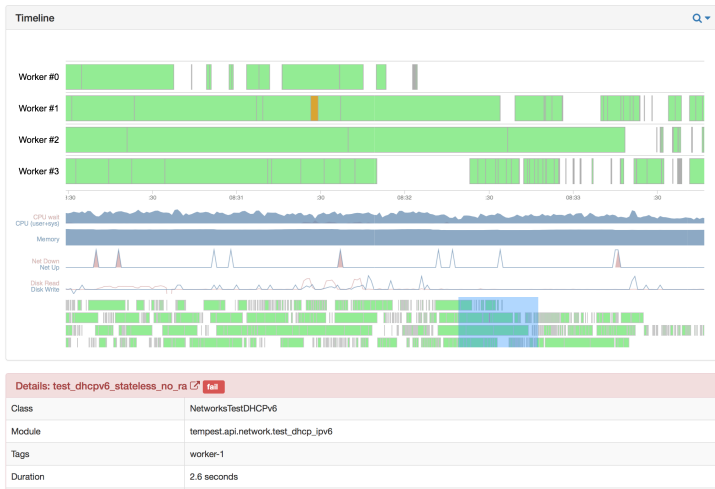 Timeline
Worker #0
Worker #1
Worker #2
Worker #3
:30
:30
08:31
:30
08:32
:30
08:33
:30
CPU wait
CPU (user+sys)
Memory
Net Down
Net Up
Disk Read
Disk Write
Details: test_dhcpv6_stateless_no_ra fail
Class NetworksTestDHCPv6
Module tempest.api.network.test_dhcp_ipv6
Tags worker-1
Duration 2.6 seconds